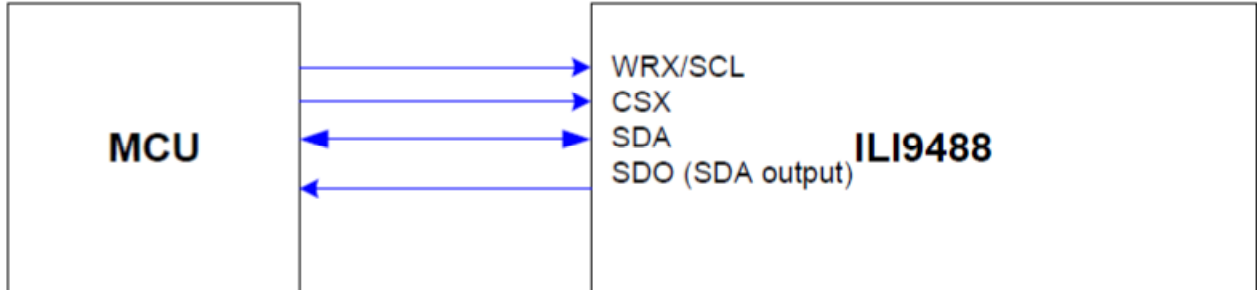 MCU
WRX/SCL
CSX
SDA
SDO (SDA output)
ILI9488